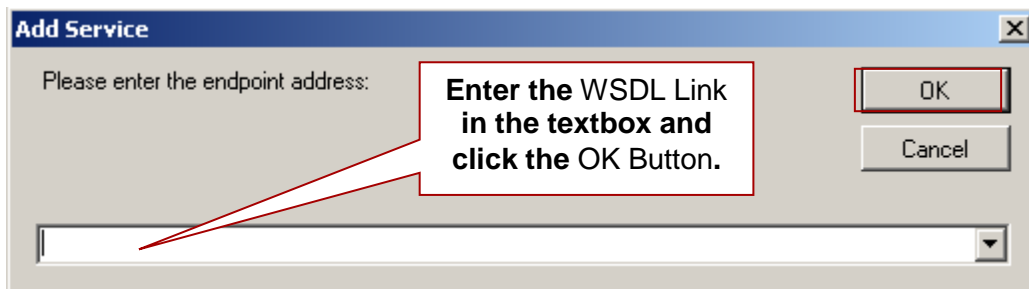 Add Service
Please enter the endpoint address:
Enter the WSDL Link
in the textbox and
click the OK Button.
OK
Cancel